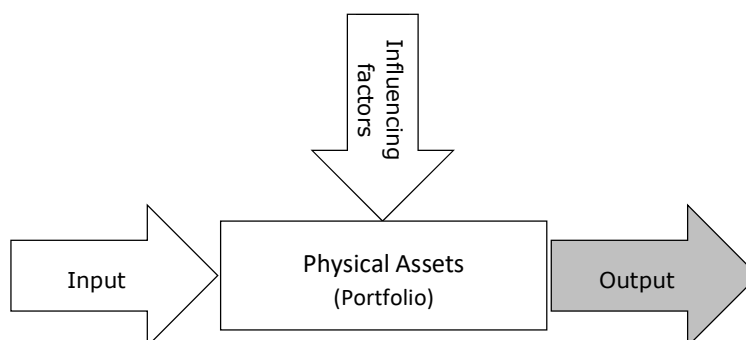 Influencing
factors
Input
Physical Assets
(Portfolio)
Output